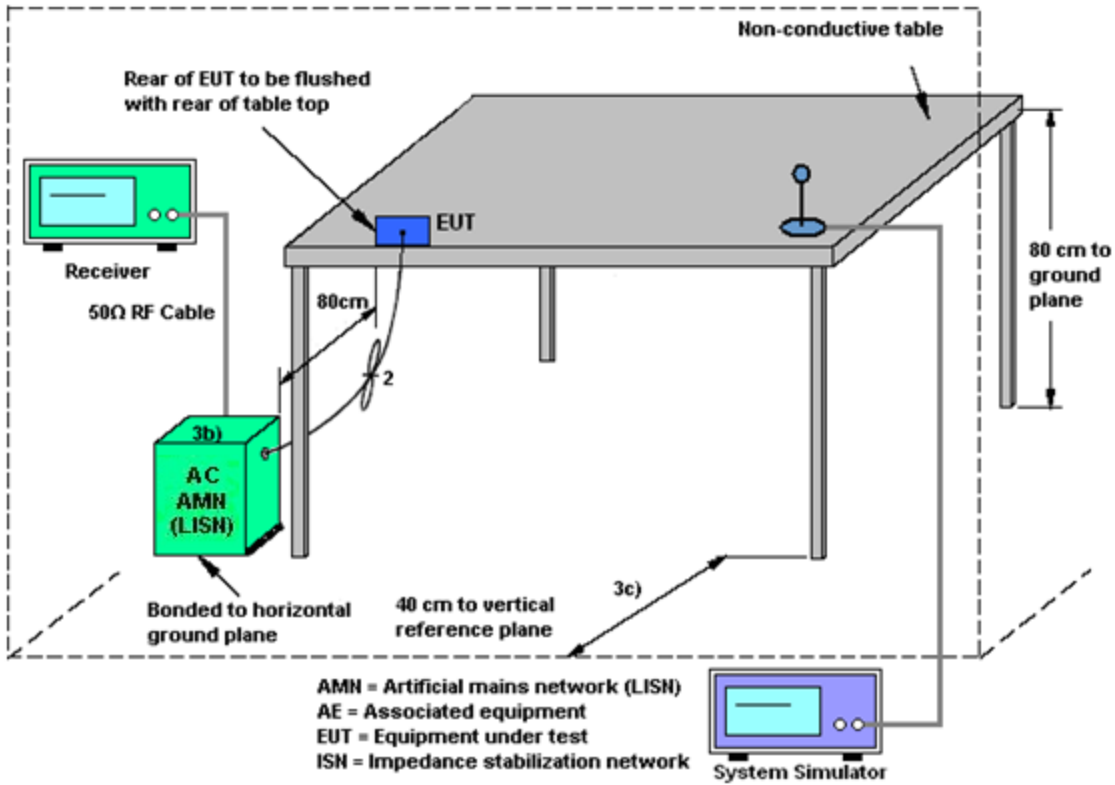 Non-conductive table
Rear of EUT to be flushed
with rear of table top
EUT
Receiver
80 cm to
ground
plane
50Ω RF Cable
80cm
2
3b)
AC
AMN
(LISN)
3c)
Bonded to horizontal
ground plane
40 cm to vertical
reference plane
AMN = Artificial mains network (LISN)
AE = Associated equipment
EUT = Equipment under test
ISN = Impedance stabilization network
System Simulator